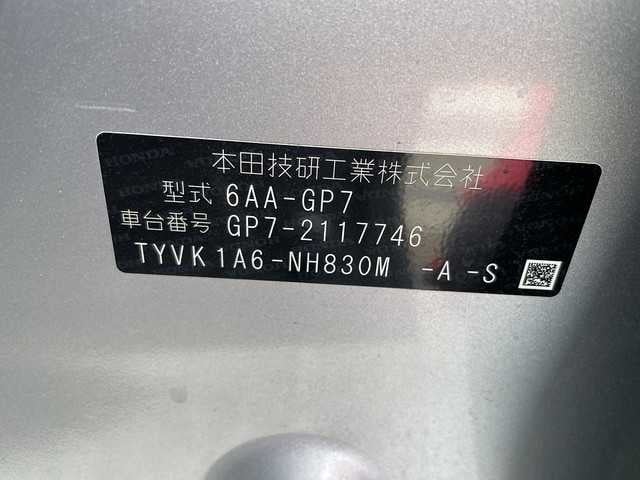 本田技研工業株式会社
型式 6AA-GP7
車台番号 GP7-2117746
TYVK1A6-NH830M -A -S